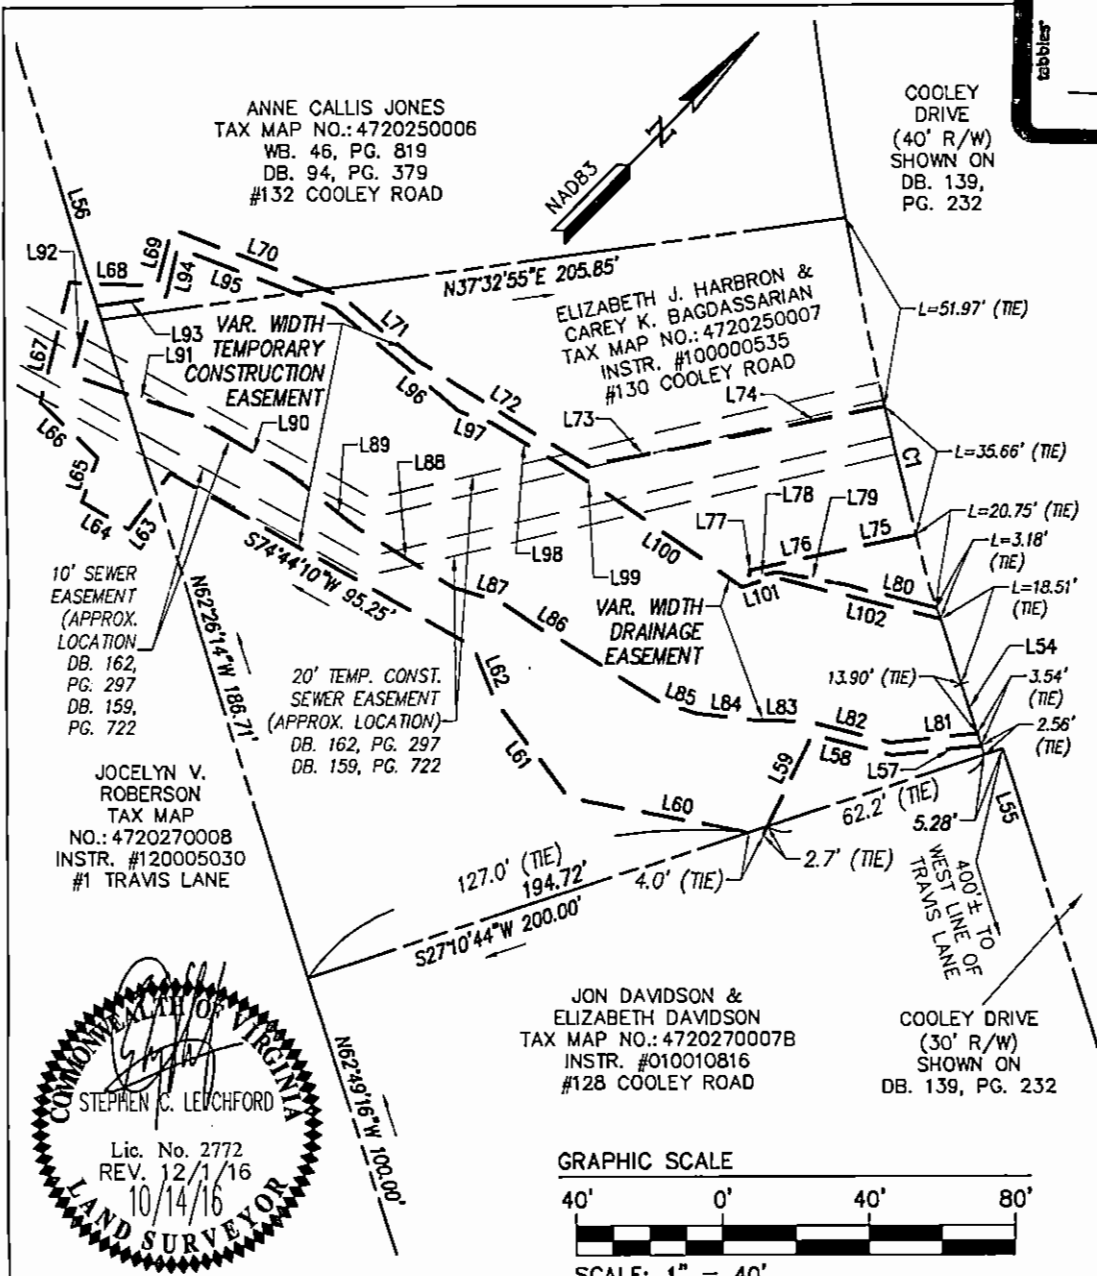 tabbies
ANNE CALLIS JONES
TAX MAP NO.: 4720250006
WB. 46, PG. 819
DB. 94, PG. 379
#132 COOLEY ROAD
NAD83
N
COOLEY
DRIVE
(40' R/W)
SHOWN ON
DB. 139,
PG. 232
L56
L92
L68
L69
L94
L70
L95
N37'32'55"E 205.85'
ELIZABETH J. HARBRON &
CAREY K. BAGDASSARIAN
TAX MAP NO.: 4720250007
INSTR. #100000535
#130 COOLEY ROAD
L=51.97' (TIE)
L93
L67
L91
VAR. WIDTH
TEMPORARY
CONSTRUCTION
EASEMENT
L71
L96
L72
L97
L73
L74
L66
L90
L89
L88
C1
L=35.66' (TIE)
L65
L64
L63
L98
L99
L100
L77
L78
L79
L76
L75
L=20.75' (TIE)
L=3.18'
(TIE)
L=18.51'
(TIE)
S74'44'10"W 95.25'
10' SEWER
EASEMENT
(APPROX.
LOCATION
DB. 162,
PG. 297
DB. 159,
PG. 722
N62'26'14"W 186.71'
L87
L86
VAR. WIDTH
DRAINAGE
EASEMENT
L101
L102
L80
L54
20' TEMP. CONST.
SEWER EASEMENT
(APPROX. LOCATION)
DB. 162, PG. 297
DB. 159, PG. 722
L62
L61
L85
L84
L83
L82
L81
L58
L57
L59
L60
13.90' (TIE)
3.54'
(TIE)
2.56'
(TIE)
62.2' (TIE)
5.28'
L55
JOCELYN V.
ROBERSON
TAX MAP
NO.: 4720270008
INSTR. #120005030
#1 TRAVIS LANE
127.0' (TIE)
194.72'
S27'10'44"W 200.00'
4.0' (TIE)
2.7' (TIE)
400'± TO
WEST LINE OF
TRAVIS LANE
JON DAVIDSON &
ELIZABETH DAVIDSON
TAX MAP NO.: 4720270007B
INSTR. #010010816
#128 COOLEY ROAD
COOLEY DRIVE
(30' R/W)
SHOWN ON
DB. 139, PG. 232
N62'49'16"W 100.00'
COMMONWEALTH OF VIRGINIA
STEPHEN C. LETCHFORD
Lic. No. 2772
REV. 12/1/16
10/14/16
LAND SURVEYOR
GRAPHIC SCALE
40' 0' 40' 80'
SCALE: 1" = 40'